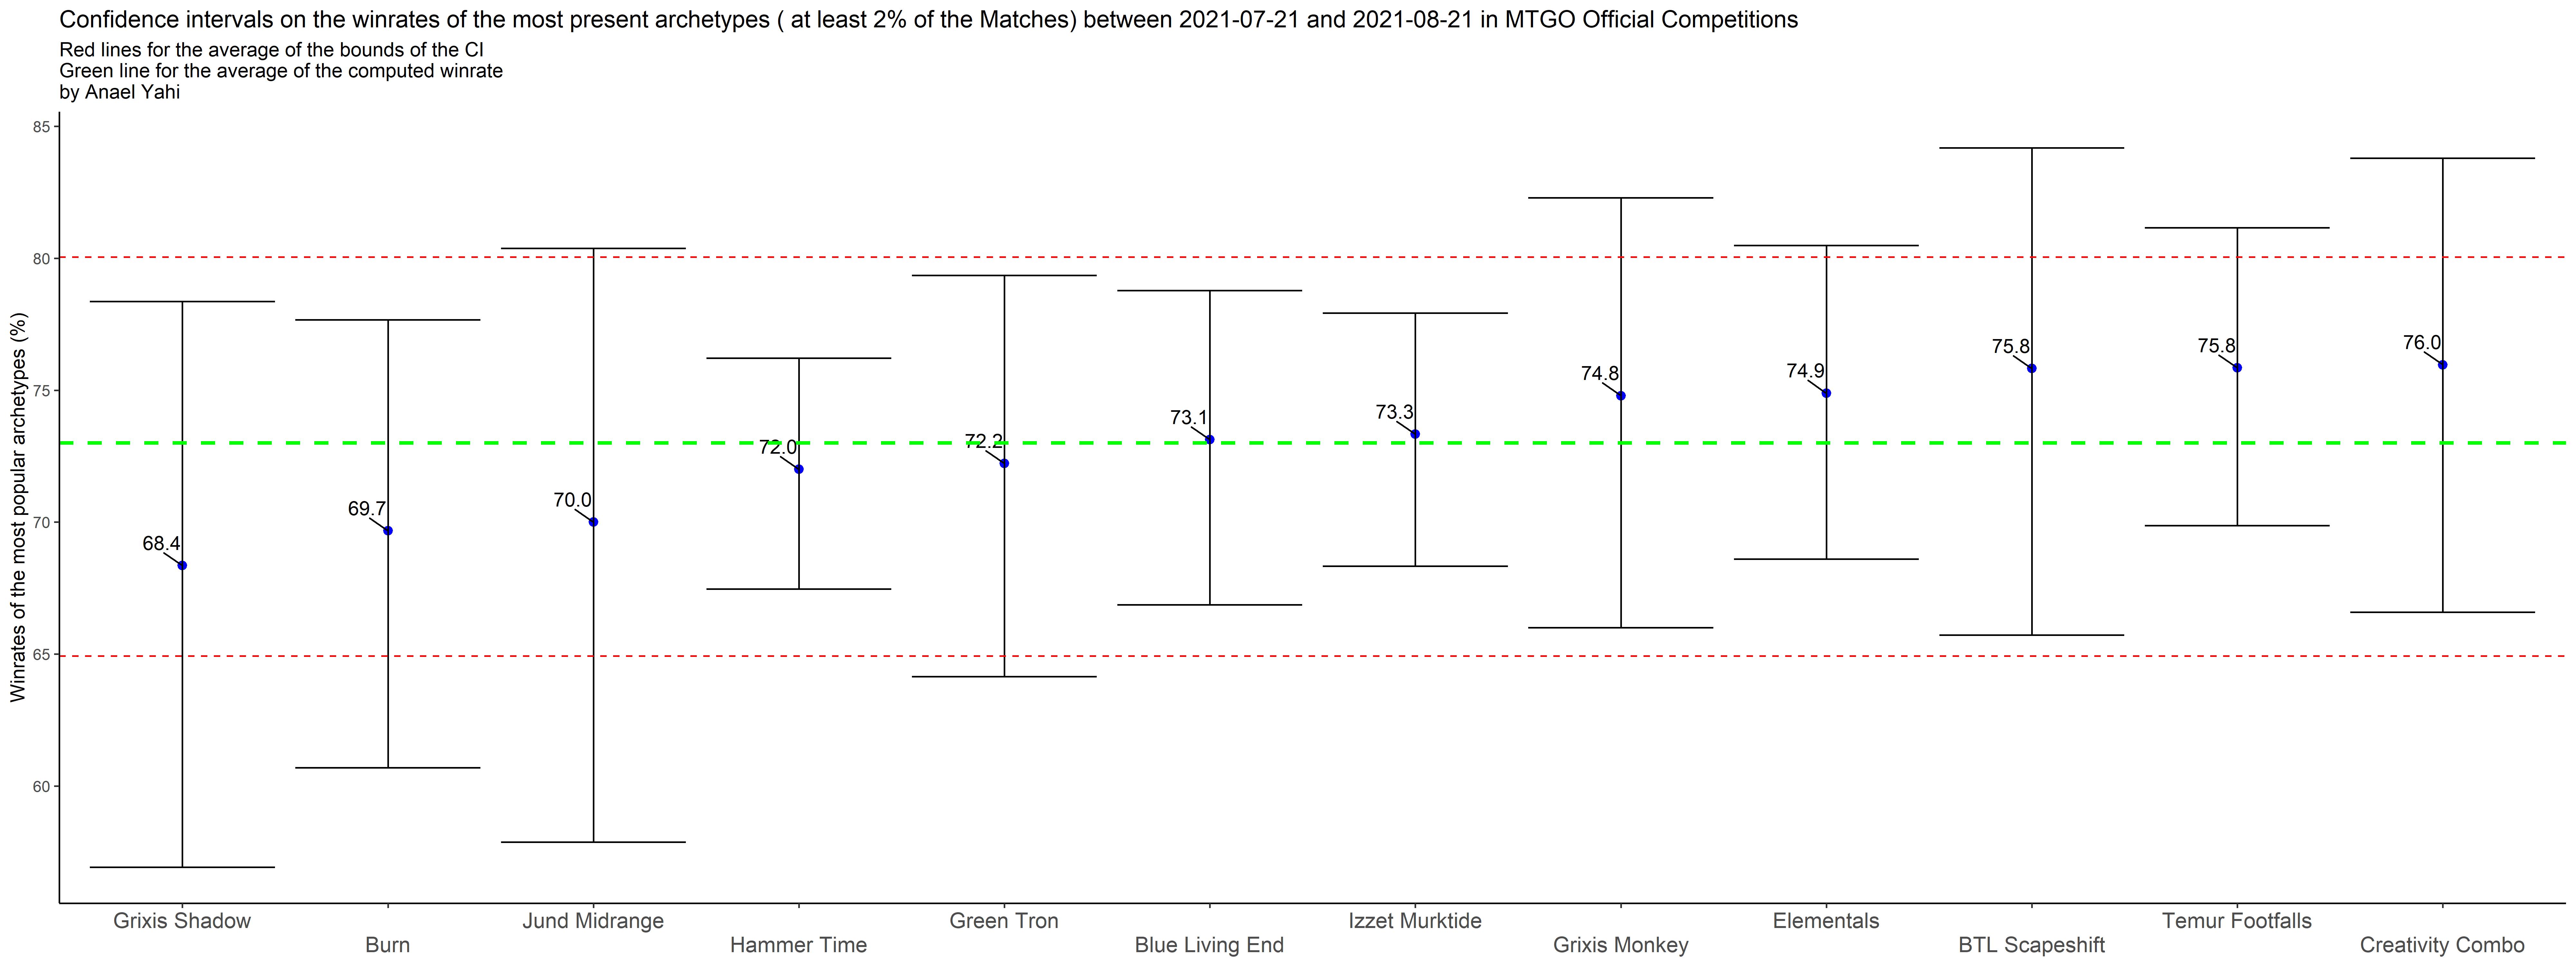 Confidence intervals on the winrates of the most present archetypes ( at least 2% of the Matches) between 2021-07-21 and 2021-08-21 in MTGO Official Competitions
Red lines for the average of the bounds of the CI
Green line for the average of the computed winrate
by Anael Yahi
Winrates of the most popular archetypes (%)
85
80
75
70
65
60
68.4
69.7
70.0
72.0
72.2
73.1
73.3
74.8
74.9
75.8
75.8
76.0
Grixis Shadow
Burn
Jund Midrange
Hammer Time
Green Tron
Blue Living End
Izzet Murktide
Grixis Monkey
Elementals
BTL Scapeshift
Temur Footfalls
Creativity Combo